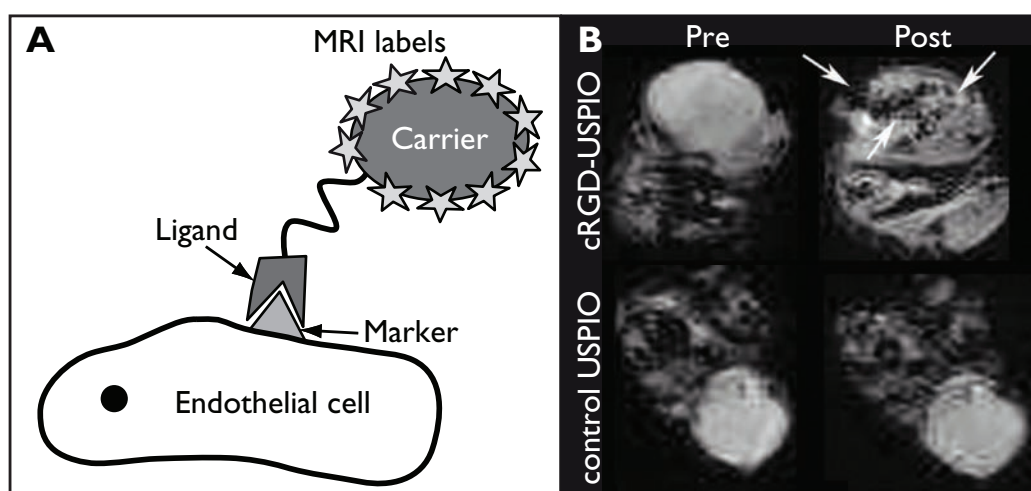 A
MRI labels
Carrier
Ligand
Marker
Endothelial cell
B
Pre
Post
cRGD-USPIO
control USPIO